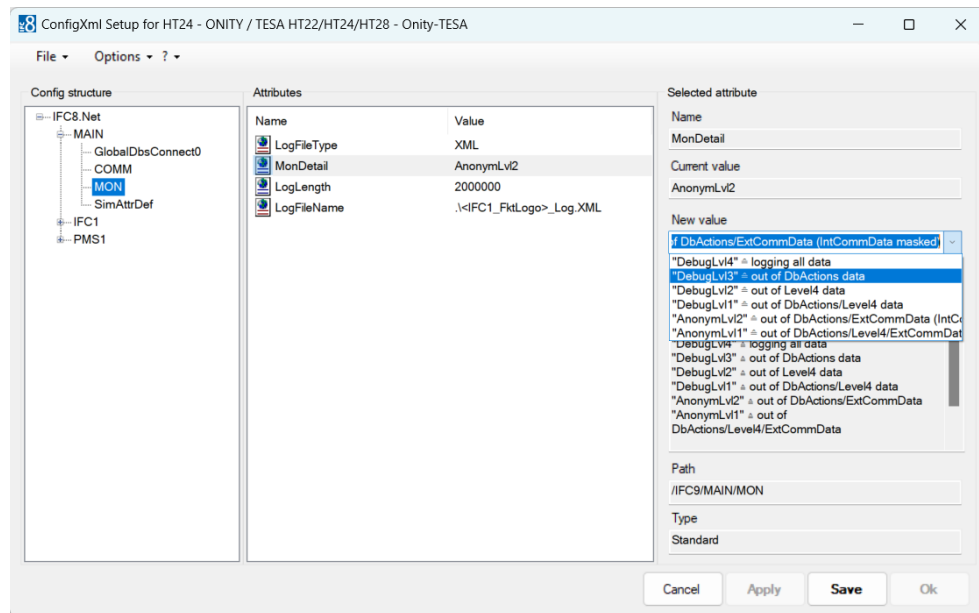 ConfigXml Setup for HT24 - ONITY / TESA HT22/HT24/HT28 - Onity-TESA
File Options ?
Config structure
IFC8.Net
MAIN
GlobalDbsConnect0
COMM
MON
SimAttrDef
IFC1
PMS1
Attributes
Name Value
LogFileType XML
MonDetail AnonymLvl2
LogLength 2000000
LogFileName .\<IFC1_FktLogo>_Log.XML
Selected attribute
Name
MonDetail
Current value
AnonymLvl2
New value
of DbActions/ExtCommData (IntCommData masked)
"DebugLvl4" ≙ logging all data
"DebugLvl3" ≙ out of DbActions data
"DebugLvl2" ≙ out of Level4 data
"DebugLvl1" ≙ out of DbActions/Level4 data
"AnonymLvl2" ≙ out of DbActions/ExtCommData (IntCo
"AnonymLvl1" ≙ out of DbActions/Level4/ExtCommDat
"DebugLvl4" ≙ logging all data
"DebugLvl3" ≙ out of DbActions data
"DebugLvl2" ≙ out of Level4 data
"DebugLvl1" ≙ out of DbActions/Level4 data
"AnonymLvl2" ≙ out of DbActions/ExtCommData
"AnonymLvl1" ≙ out of
DbActions/Level4/ExtCommData
Path
/IFC9/MAIN/MON
Type
Standard
Cancel Apply Save Ok